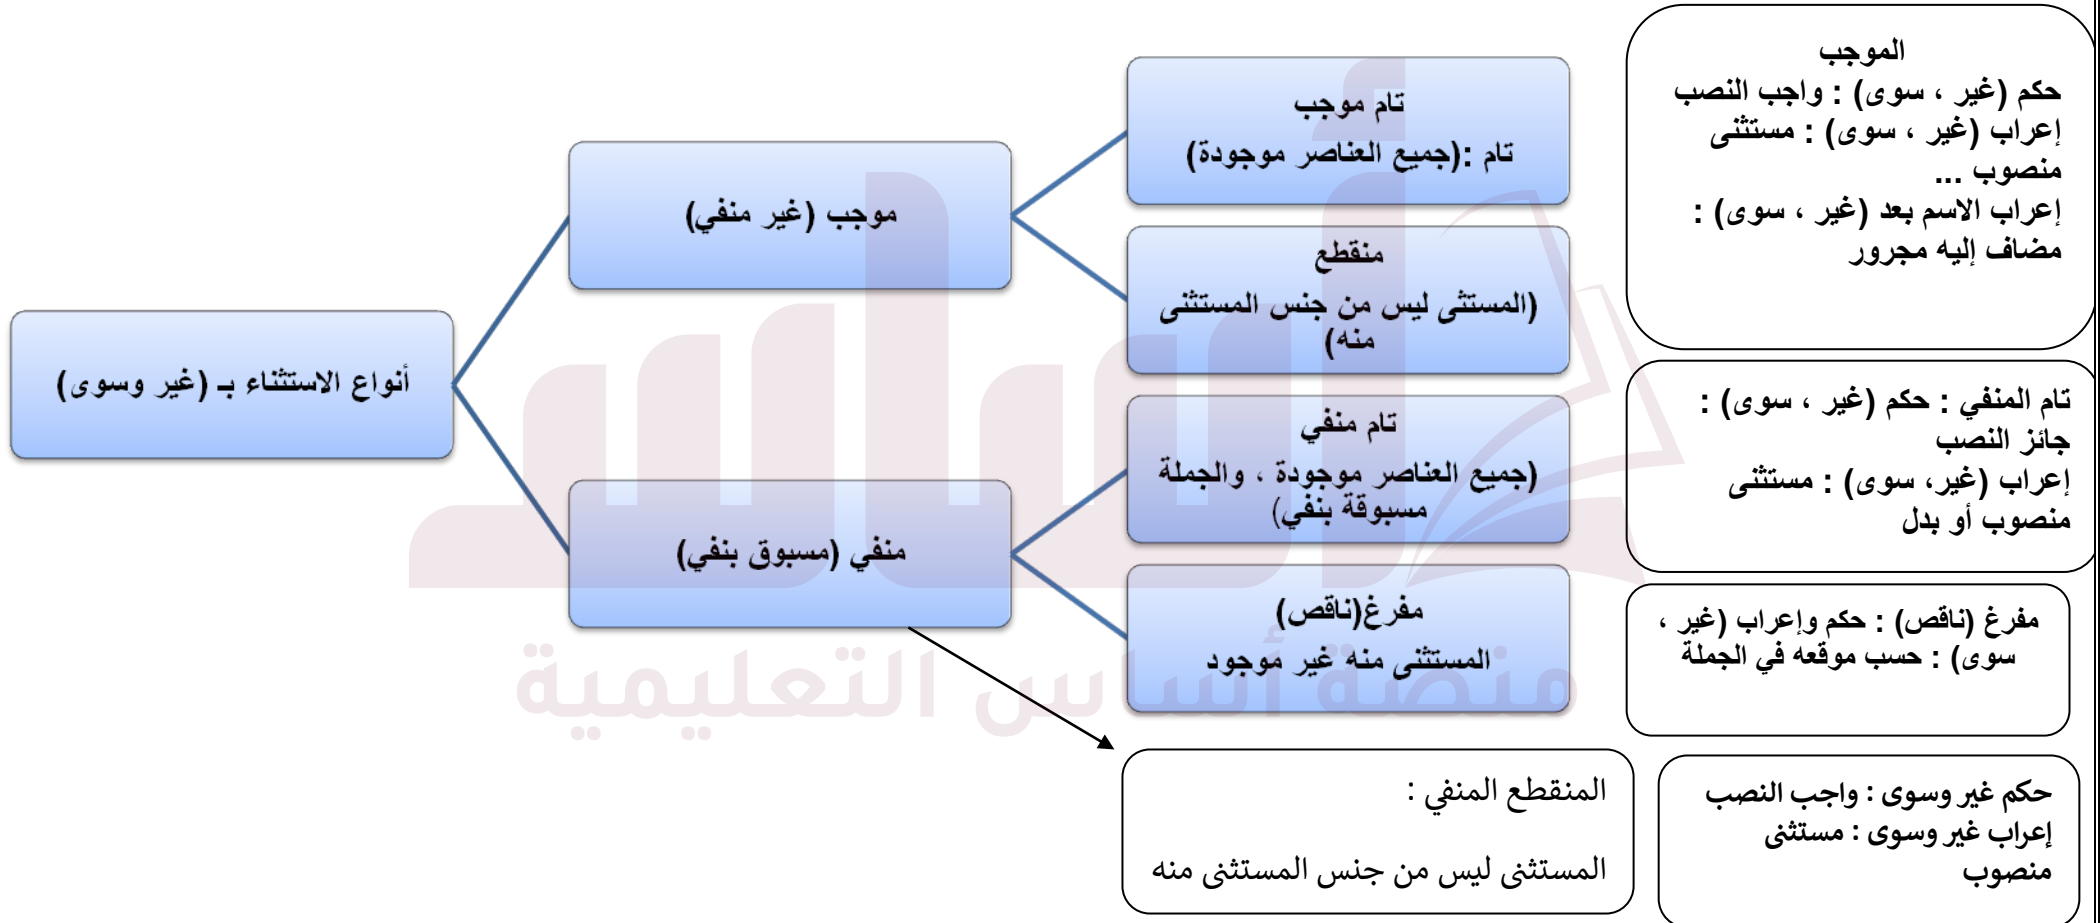 أنواع الاستثناء بـ (غير وسوى)
موجب (غير منفي)
منفي (مسبوق بنفي)
تام موجب
تام :(جميع العناصر موجودة)
منقطع
(المستثى ليس من جنس المستثنى
منه)
تام منفي
(جميع العناصر موجودة ، والجملة
مسبوقة بنفي)
مفرغ(ناقص)
المستثنى منه غير موجود
الموجب
حكم (غير ، سوى) : واجب النصب
إعراب (غير ، سوى) : مستثنى
منصوب ...
إعراب الاسم بعد (غير ، سوى) :
مضاف إليه مجرور
تام المنفي : حكم (غير ، سوى) :
جائز النصب
إعراب (غير، سوى) : مستثنى
منصوب أو بدل
مفرغ (ناقص) : حكم وإعراب (غير ،
سوى) : حسب موقعه في الجملة
المنقطع المنفي :
المستثنى ليس من جنس المستثنى منه
حكم غير وسوى : واجب النصب
إعراب غير وسوى : مستثنى
منصوب
أساس
منصة أساس التعليمية